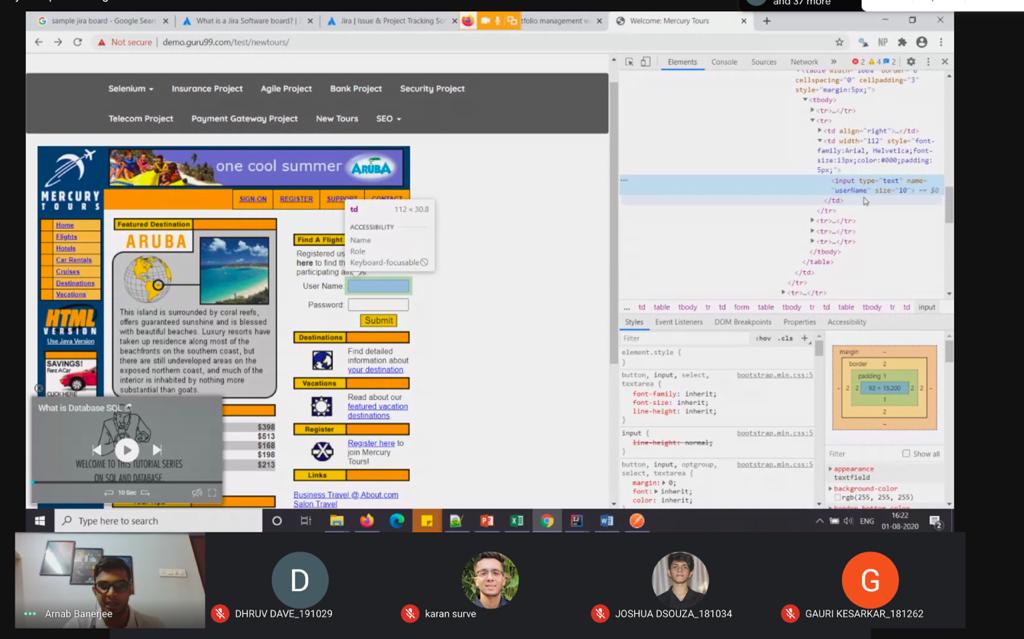 and 37 more
sample jira board - Google Sear
What is a Jira Software board? |
Jira | Issue & Project Tracking Sof
tfolio management w
Welcome: Mercury Tours
Not secure | demo.guru99.com/test/newtours/
NP
Selenium
Insurance Project
Agile Project
Bank Project
Security Project
Telecom Project
Payment Gateway Project
New Tours
SEO
MERCURY
TOURS
one cool summer
ARUBA
SIGN-ON
REGISTER
SUPPORT
CONTACT
Home
Flights
Hotels
Car Rentals
Cruises
Destinations
Vacations
HTML
VERSION
Use Java Version
SAVINGS!
Rent A Car
CLICK HERE
Featured Destination
ARUBA
This island is surrounded by coral reefs,
offers guaranteed sunshine and is blessed
with beautiful beaches. Luxury resorts have
taken up residence along most of the
beachfronts on the southern coast, but
there are still undeveloped areas on the
exposed northern coast, and much of the
interior is inhabited by nothing more
substantial than goats.
$398
$513
$168
$198
$213
Find A Flight
Registered us
here to find th
participating
User Name:
Password:
Submit
Destinations
Find detailed
information about
your destination.
Vacations
Read about our
featured vacation
destinations
Register
Register here to
join Mercury
Tours!
Links
Business Travel @ About.com
Salon Travel
td
112 × 30.8
ACCESSIBILITY
Name
Role
Keyboard-focusable
What is Database SQL
WELCOME TO THIS TUTORIAL SERIES
ON SQL AND DATABASE
10 Sec
Elements
Console
Sources
Network
2
4
2
cellspacing="0" cellpadding="3"
style="margin:5px;">
<tbody>
<tr>…</tr>
<tr>
<td align="right">…</td>
<td width="112" style="font-
family:Arial, Helvetica;font-
size:13px;color:#000;padding:
5px;">
<input type="text" name=
"userName" size="10"> == $0
</td>
</tr>
<tr>…</tr>
<tr>…</tr>
<tr>…</tr>
</tbody>
</table>
</td>
</tr>
<tr>…</tr>
... td table tbody tr td form table tbody tr td table tbody tr td input
Styles
Event Listeners
DOM Breakpoints
Properties
Accessibility
Filter
:hov .cls +
element.style {
}
button, input, select, bootstrap.min.css:5
textarea {
font-family: inherit;
font-size: inherit;
line-height: inherit;
}
input { bootstrap.min.css:5
line-height: normal;
}
button, input, optgroup, bootstrap.min.css:5
select, textarea {
margin: 0;
font: inherit;
color: inherit;
margin
border 2
padding 1
- 2 2 92 × 15.200 2 2 -
1
2
Filter
Show all
appearance
textfield
background-color
rgb(255, 255, 255)
Type here to search
ENG
16:22
01-08-2020
2
Arnab Banerjee
D
DHRUV DAVE_191029
karan surve
JOSHUA DSOUZA_181034
G
GAURI KESARKAR_181262